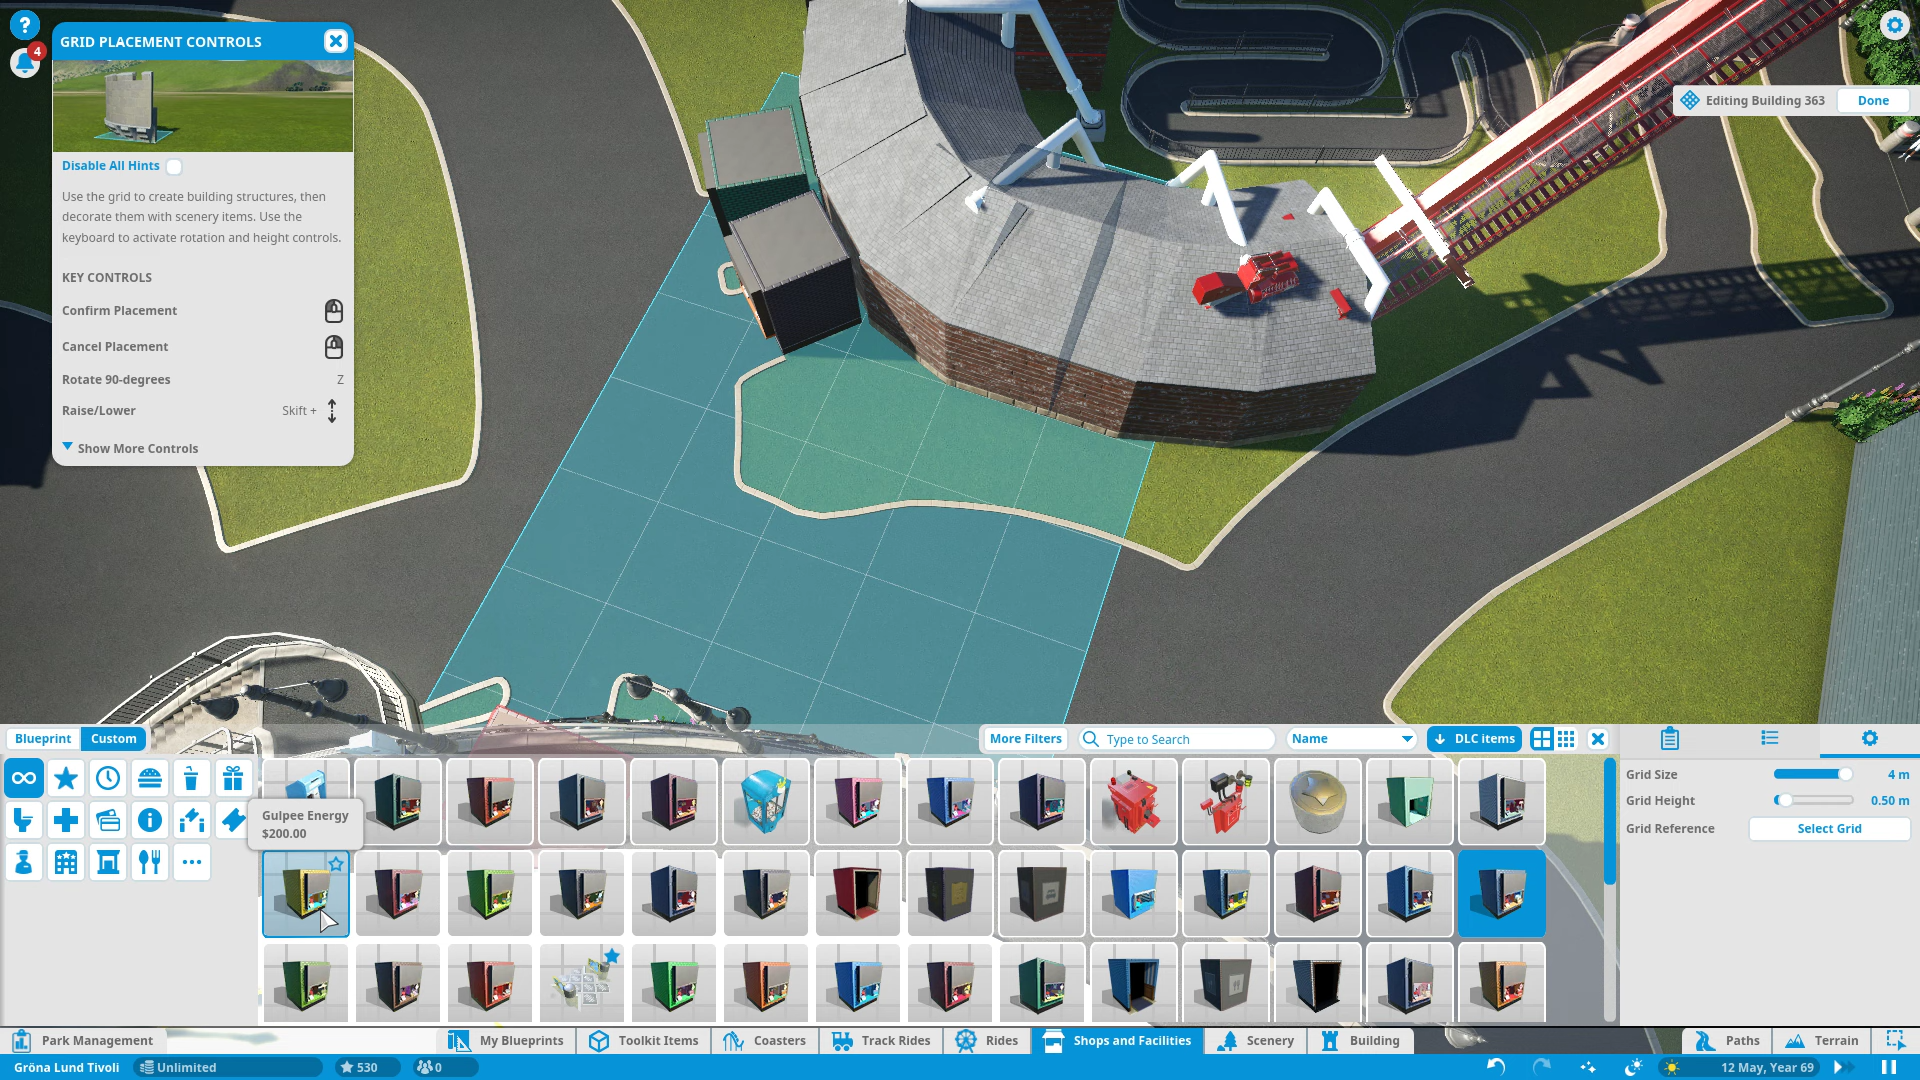 ?
4
GRID PLACEMENT CONTROLS
Disable All Hints
Use the grid to create building structures, then
decorate them with scenery items. Use the
keyboard to activate rotation and height controls.
KEY CONTROLS
Confirm Placement
Cancel Placement
Rotate 90-degrees Z
Raise/Lower Skift +
Show More Controls
Editing Building 363 Done
Blueprint Custom
More Filters Type to Search Name DLC items
Gulpee Energy
$200.00
Grid Size 4 m
Grid Height 0.50 m
Grid Reference Select Grid
Park Management My Blueprints Toolkit Items Coasters Track Rides Rides Shops and Facilities Scenery Building Paths Terrain
Gröna Lund Tivoli Unlimited 530 0 12 May, Year 69